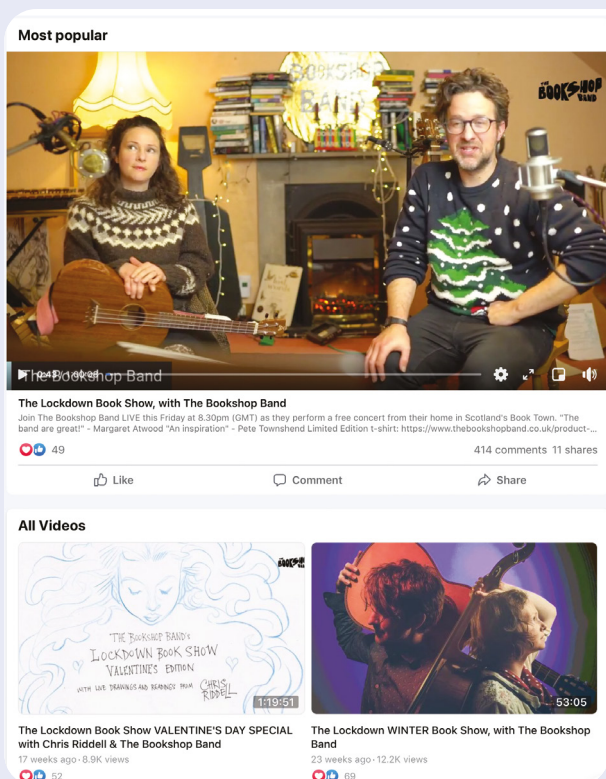 Most popular
BOOKSHOP
BAND
THE
BOOKSHOP
BAND
The Bookshop Band
The Lockdown Book Show, with The Bookshop Band
Join The Bookshop Band LIVE this Friday at 8.30pm (GMT) as they perform a free concert from their home in Scotland's Book Town. "The
band are great!" - Margaret Atwood "An inspiration" - Pete Townshend Limited Edition t-shirt: https://www.thebookshopband.co.uk/product-...
49
414 comments 11 shares
Like
Comment
Share
All Videos
THE BOOKSHOP BAND'S
LOCKDOWN BOOK SHOW
VALENTINE'S EDITION
WITH LIVE DRAWINGS AND READINGS FROM CHRIS
RIDDELL
1:19:51
53:05
The Lockdown Book Show VALENTINE'S DAY SPECIAL
with Chris Riddell & The Bookshop Band
17 weeks ago · 8.9K views
52
The Lockdown WINTER Book Show, with The Bookshop
Band
23 weeks ago · 12.2K views
69